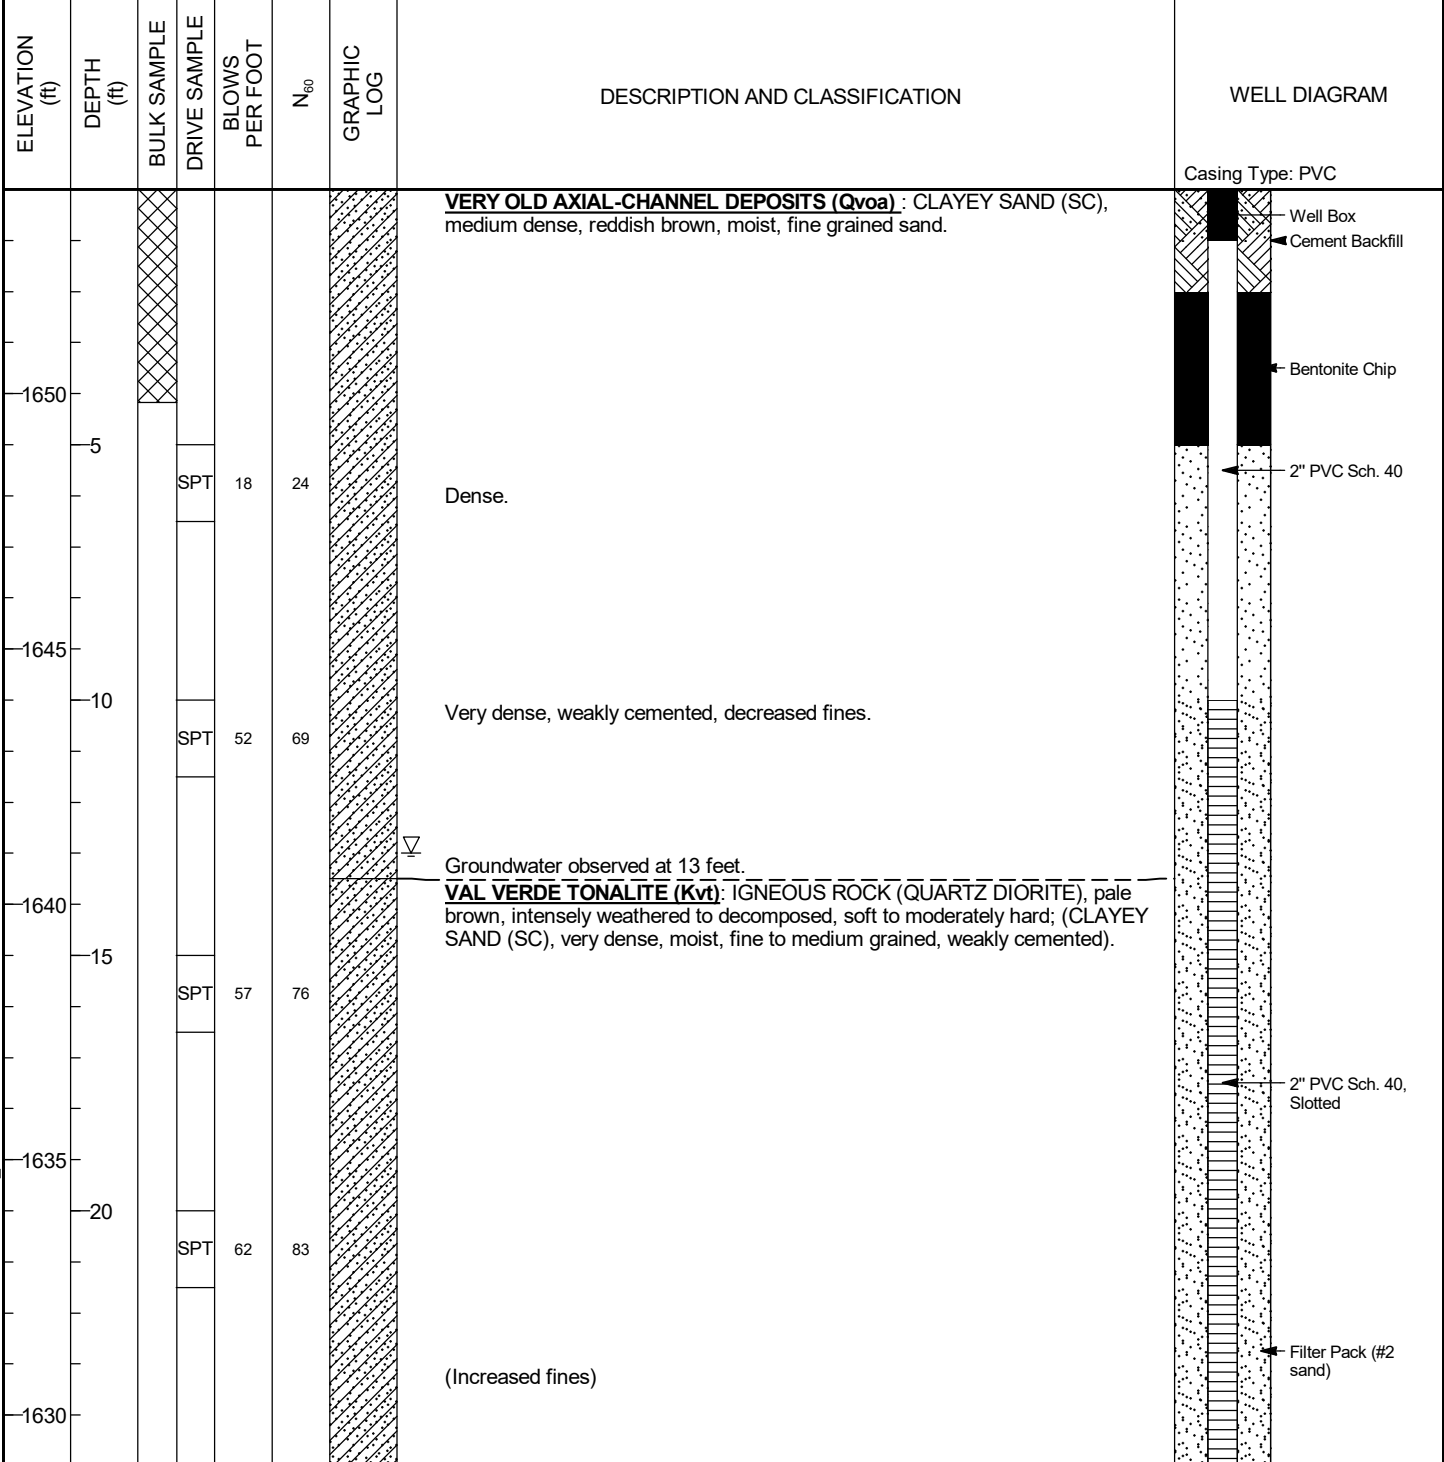 ELEVATION
(ft)
DEPTH
(ft)
BULK SAMPLE
DRIVE SAMPLE
BLOWS
PER FOOT
N60
GRAPHIC
LOG
DESCRIPTION AND CLASSIFICATION
WELL DIAGRAM
Casing Type: PVC
VERY OLD AXIAL-CHANNEL DEPOSITS (Qvoa) : CLAYEY SAND (SC),
medium dense, reddish brown, moist, fine grained sand.
Well Box
Cement Backfill
Bentonite Chip
1650
5
SPT 18 24
Dense.
2" PVC Sch. 40
1645
10
SPT 52 69
Very dense, weakly cemented, decreased fines.
Groundwater observed at 13 feet.
VAL VERDE TONALITE (Kvt): IGNEOUS ROCK (QUARTZ DIORITE), pale
brown, intensely weathered to decomposed, soft to moderately hard; (CLAYEY
SAND (SC), very dense, moist, fine to medium grained, weakly cemented).
1640
15
SPT 57 76
2" PVC Sch. 40,
Slotted
1635
20
SPT 62 83
Filter Pack (#2
sand)
(Increased fines)
1630